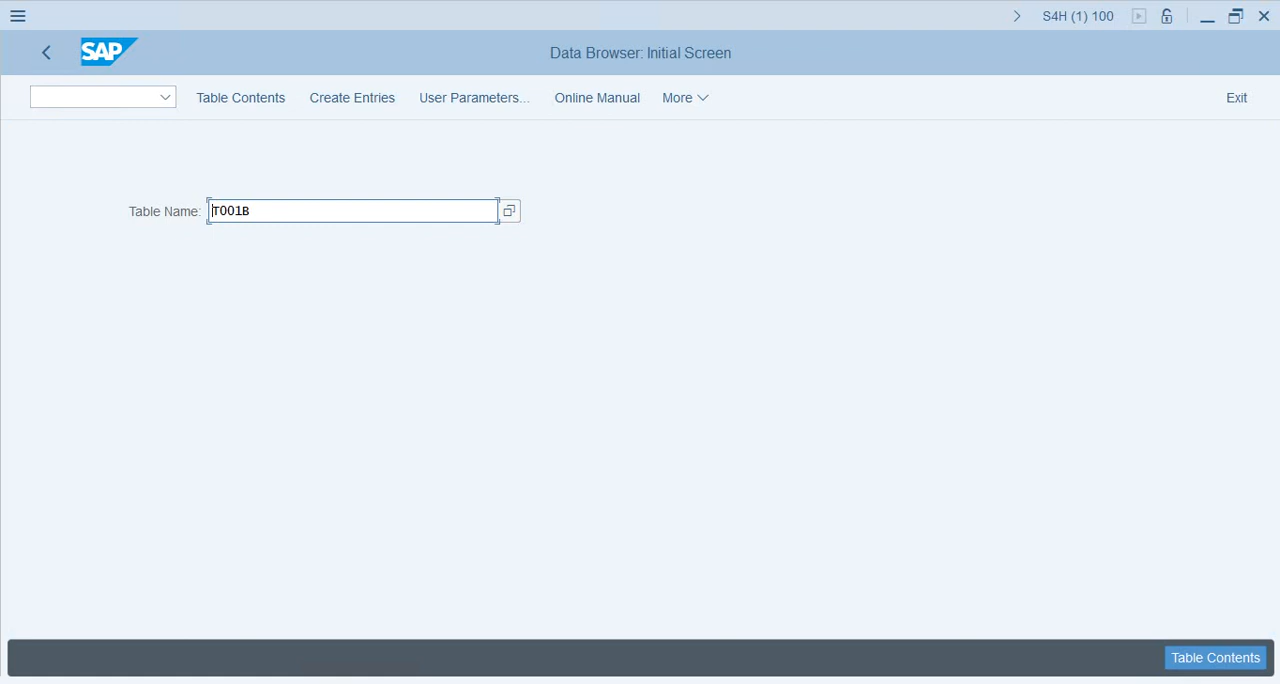 S4H (1) 100
SAP
Data Browser: Initial Screen
Table Contents Create Entries User Parameters... Online Manual More Exit
Table Name: T001B
Table Contents